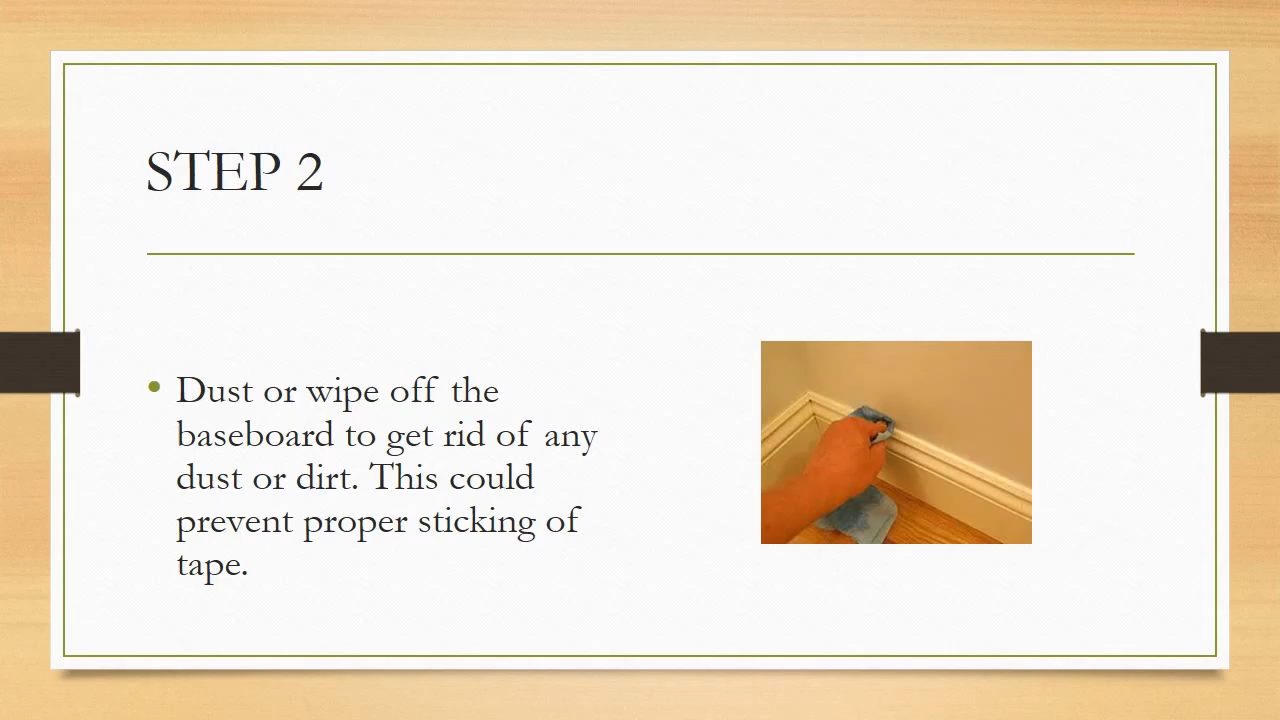 STEP 2
• Dust or wipe off the
baseboard to get rid of any
dust or dirt. This could
prevent proper sticking of
tape.